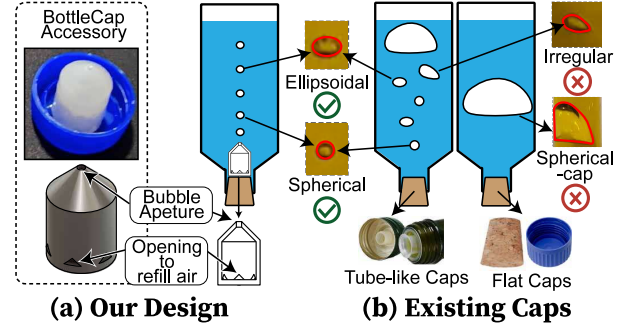 BottleCap
Accessory
Bubble
Apeture
Opening
to
refill air
Ellipsoidal
Spherical
Irregular
Spherical
-cap
Tube-like Caps
Flat Caps
(a) Our Design
(b) Existing Caps